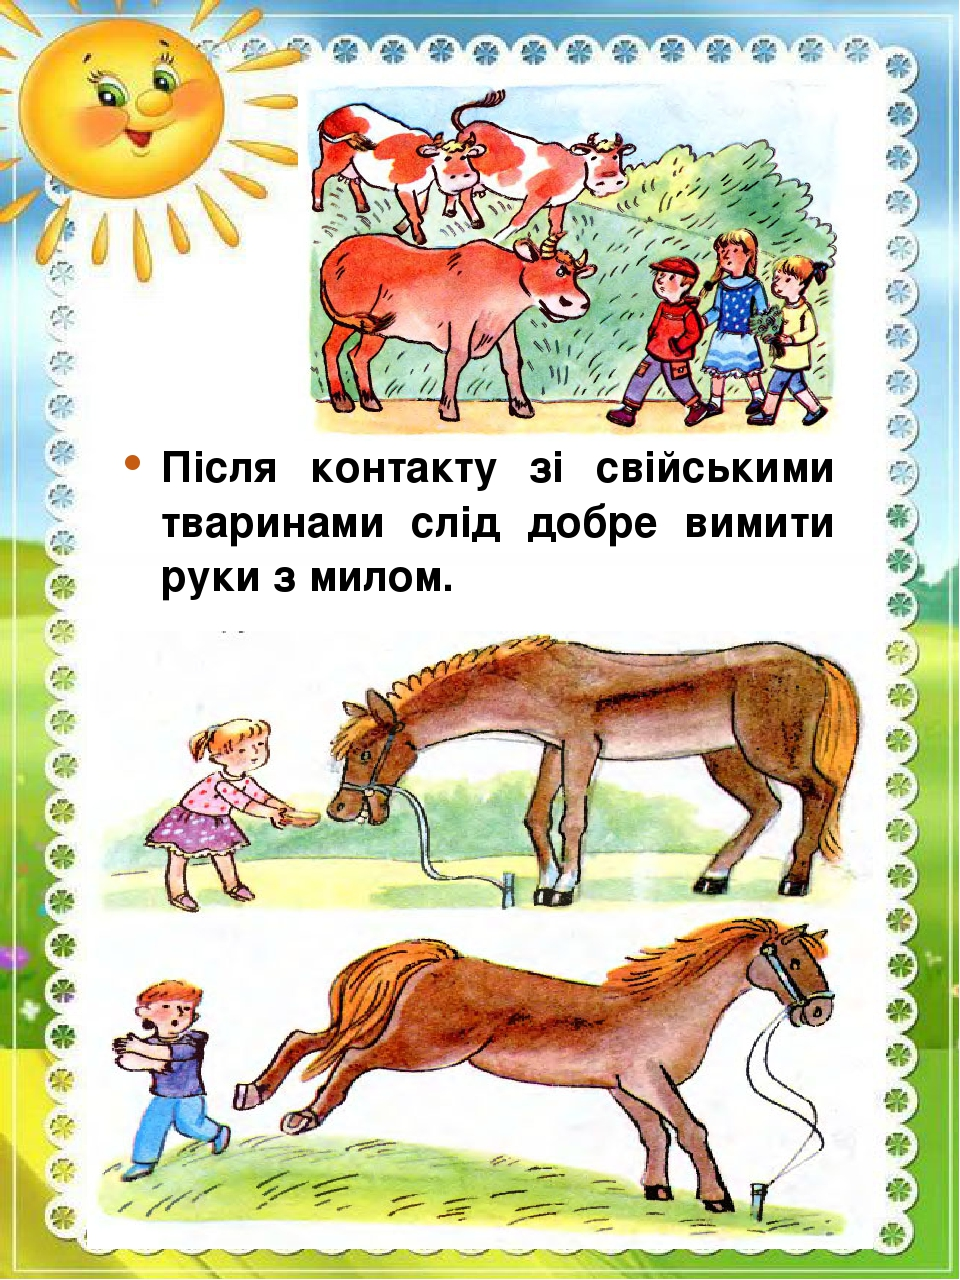 Після контакту зі свійськими
тваринами слід добре вимити
руки з милом.